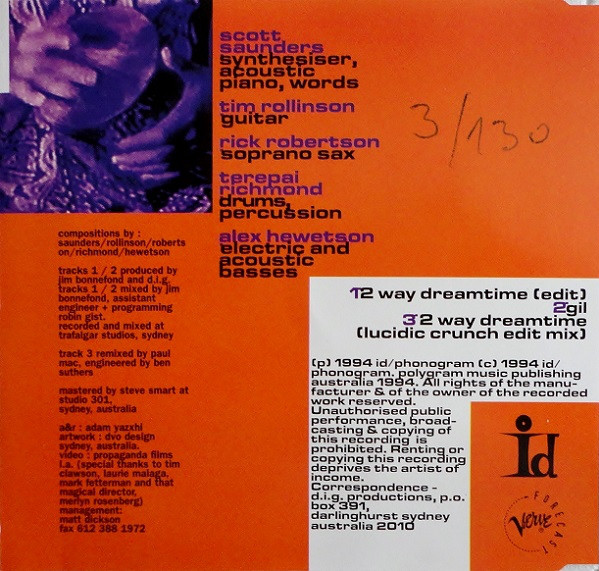 scott
saunders
synthesiser,
acoustic
piano, words
tim rollinson
guitar
rick robertson
soprano sax
terepai
richmond
drums,
percussion
alex hewetson
electric and
acoustic
basses
3/130
compositions by :
saunders/rollinson/roberts
on/richmond/hewetson
tracks 1 / 2 produced by
jim bonnefond and d.i.g.
tracks 1 / 2 mixed by jim
bonnefond, assistant
engineer + programming
robin gist.
recorded and mixed at
trafalgar studios, sydney
track 3 remixed by paul
mac, engineered by ben
suthers
mastered by steve smart at
studio 301,
sydney, australia
a&r : adam yazxhi
artwork : dvo design
sydney, australia.
video : propaganda films
l.a. (special thanks to tim
clawson, laurie malaga,
mark fetterman and that
magical director,
merlyn rosenberg)
management:
matt dickson
fax 612 388 1972
1 2 way dreamtime (edit)
2 gil
3 2 way dreamtime
(lucidic crunch edit mix)
(p) 1994 id/phonogram (c) 1994 id/
phonogram. polygram music publishing
australia 1994. All rights of the manu-
facturer & of the owner of the recorded
work reserved.
Unauthorised public
performance, broad-
casting & copying of
this recording is
prohibited. Renting or
copying this recording
deprives the artist of
income.
Correspondence -
d.i.g. productions, p.o.
box 391,
darlinghurst sydney
australia 2010
id
Verve
FORECAST